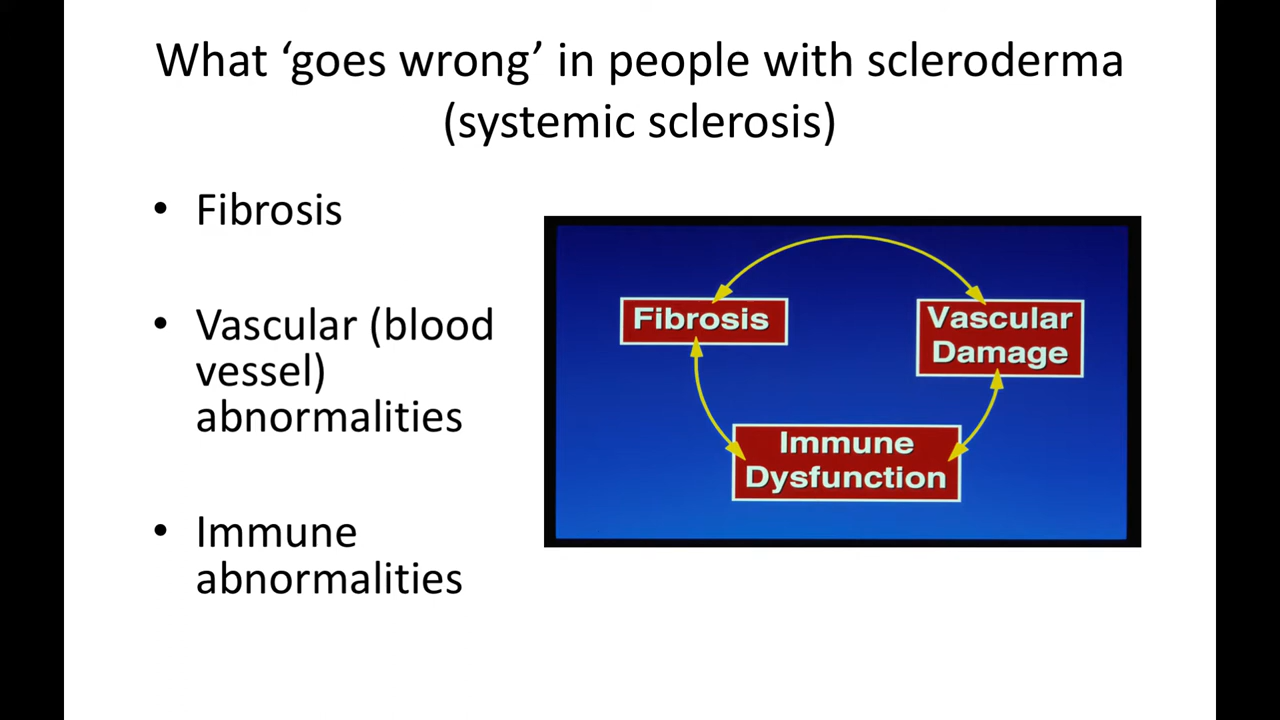 What ‘goes wrong’ in people with scleroderma
(systemic sclerosis)
• Fibrosis
• Vascular (blood
vessel)
abnormalities
• Immune
abnormalities
Fibrosis
Vascular
Damage
Immune
Dysfunction